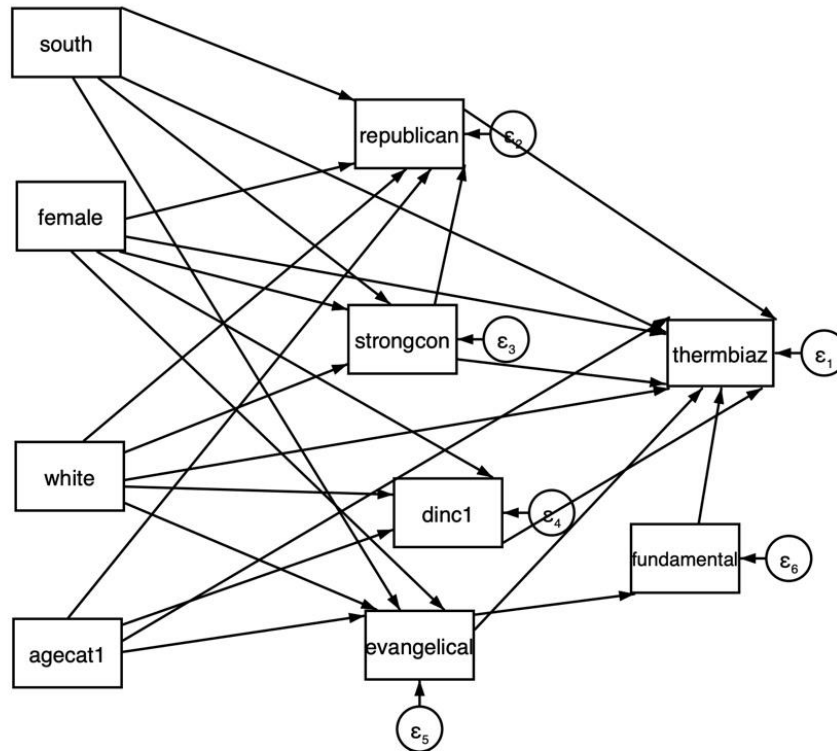 south
republican
ε₂
female
strongcon
ε₃
thermbiaz
ε₁
white
dinc1
ε₄
fundamental
ε₆
agecat1
evangelical
ε₅